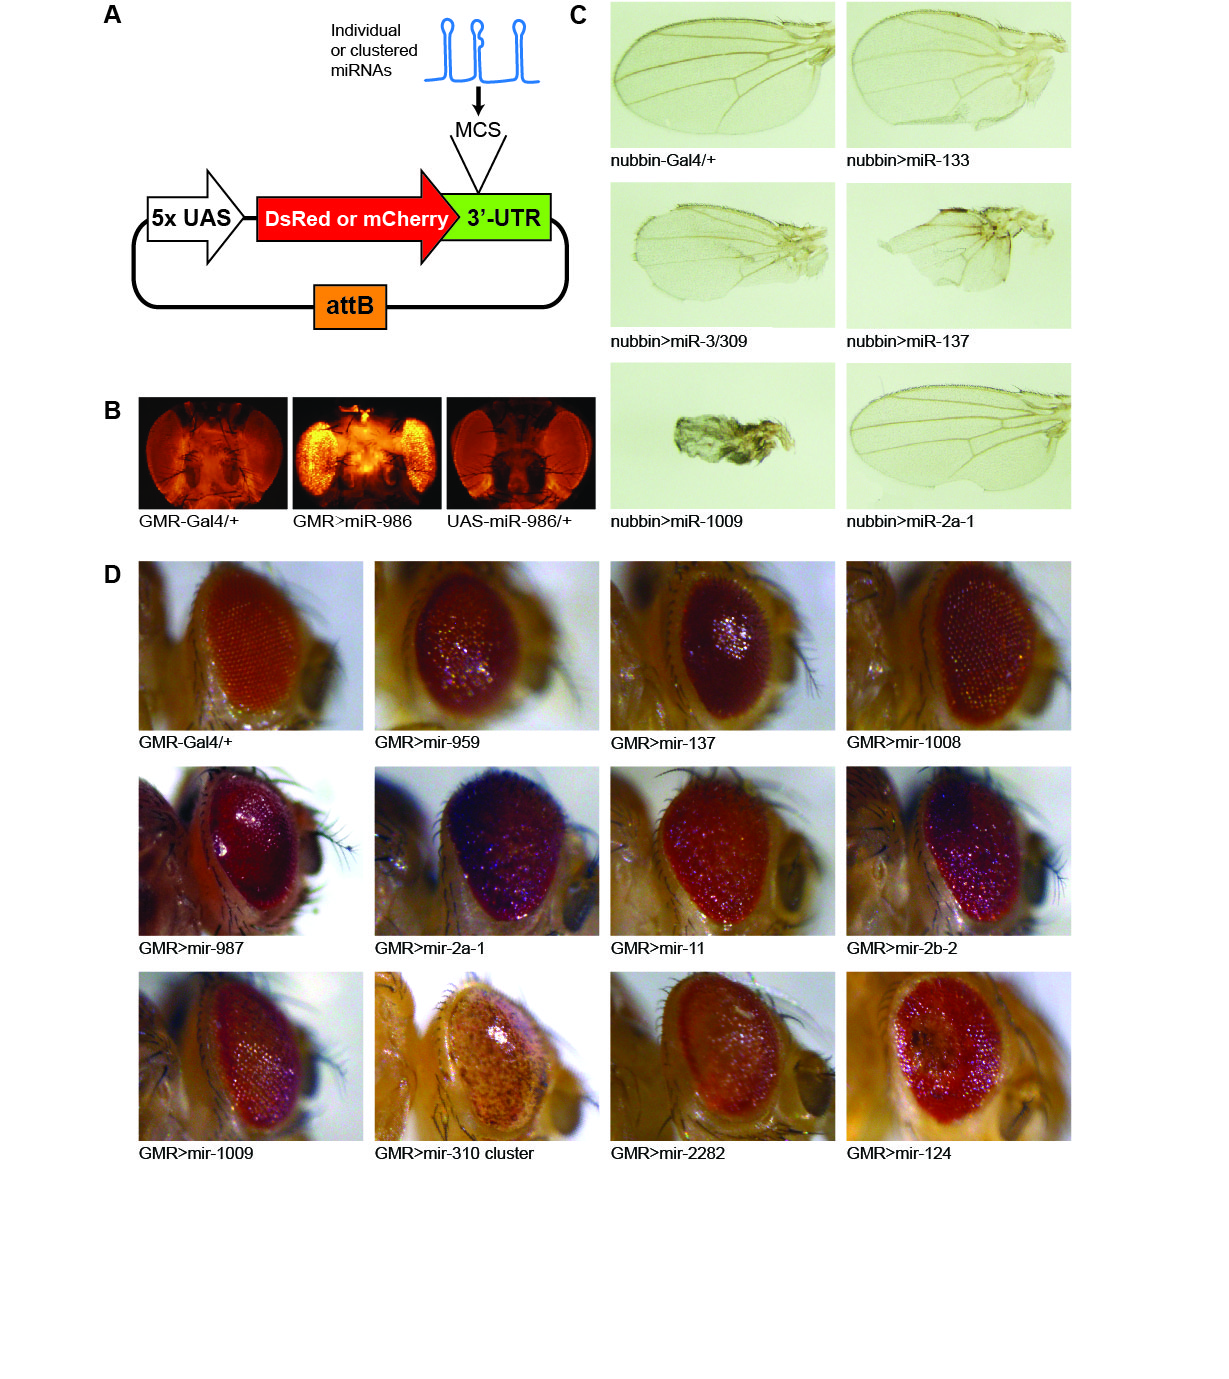 A
Individual
or clustered
miRNAs
MCS
5x UAS
DsRed or mCherry
3’-UTR
attB
B
GMR-Gal4/+
GMR>miR-986
UAS-miR-986/+
C
nubbin-Gal4/+
nubbin>miR-133
nubbin>miR-3/309
nubbin>miR-137
nubbin>miR-1009
nubbin>miR-2a-1
D
GMR-Gal4/+
GMR>mir-959
GMR>mir-137
GMR>mir-1008
GMR>mir-987
GMR>mir-2a-1
GMR>mir-11
GMR>mir-2b-2
GMR>mir-1009
GMR>mir-310 cluster
GMR>mir-2282
GMR>mir-124